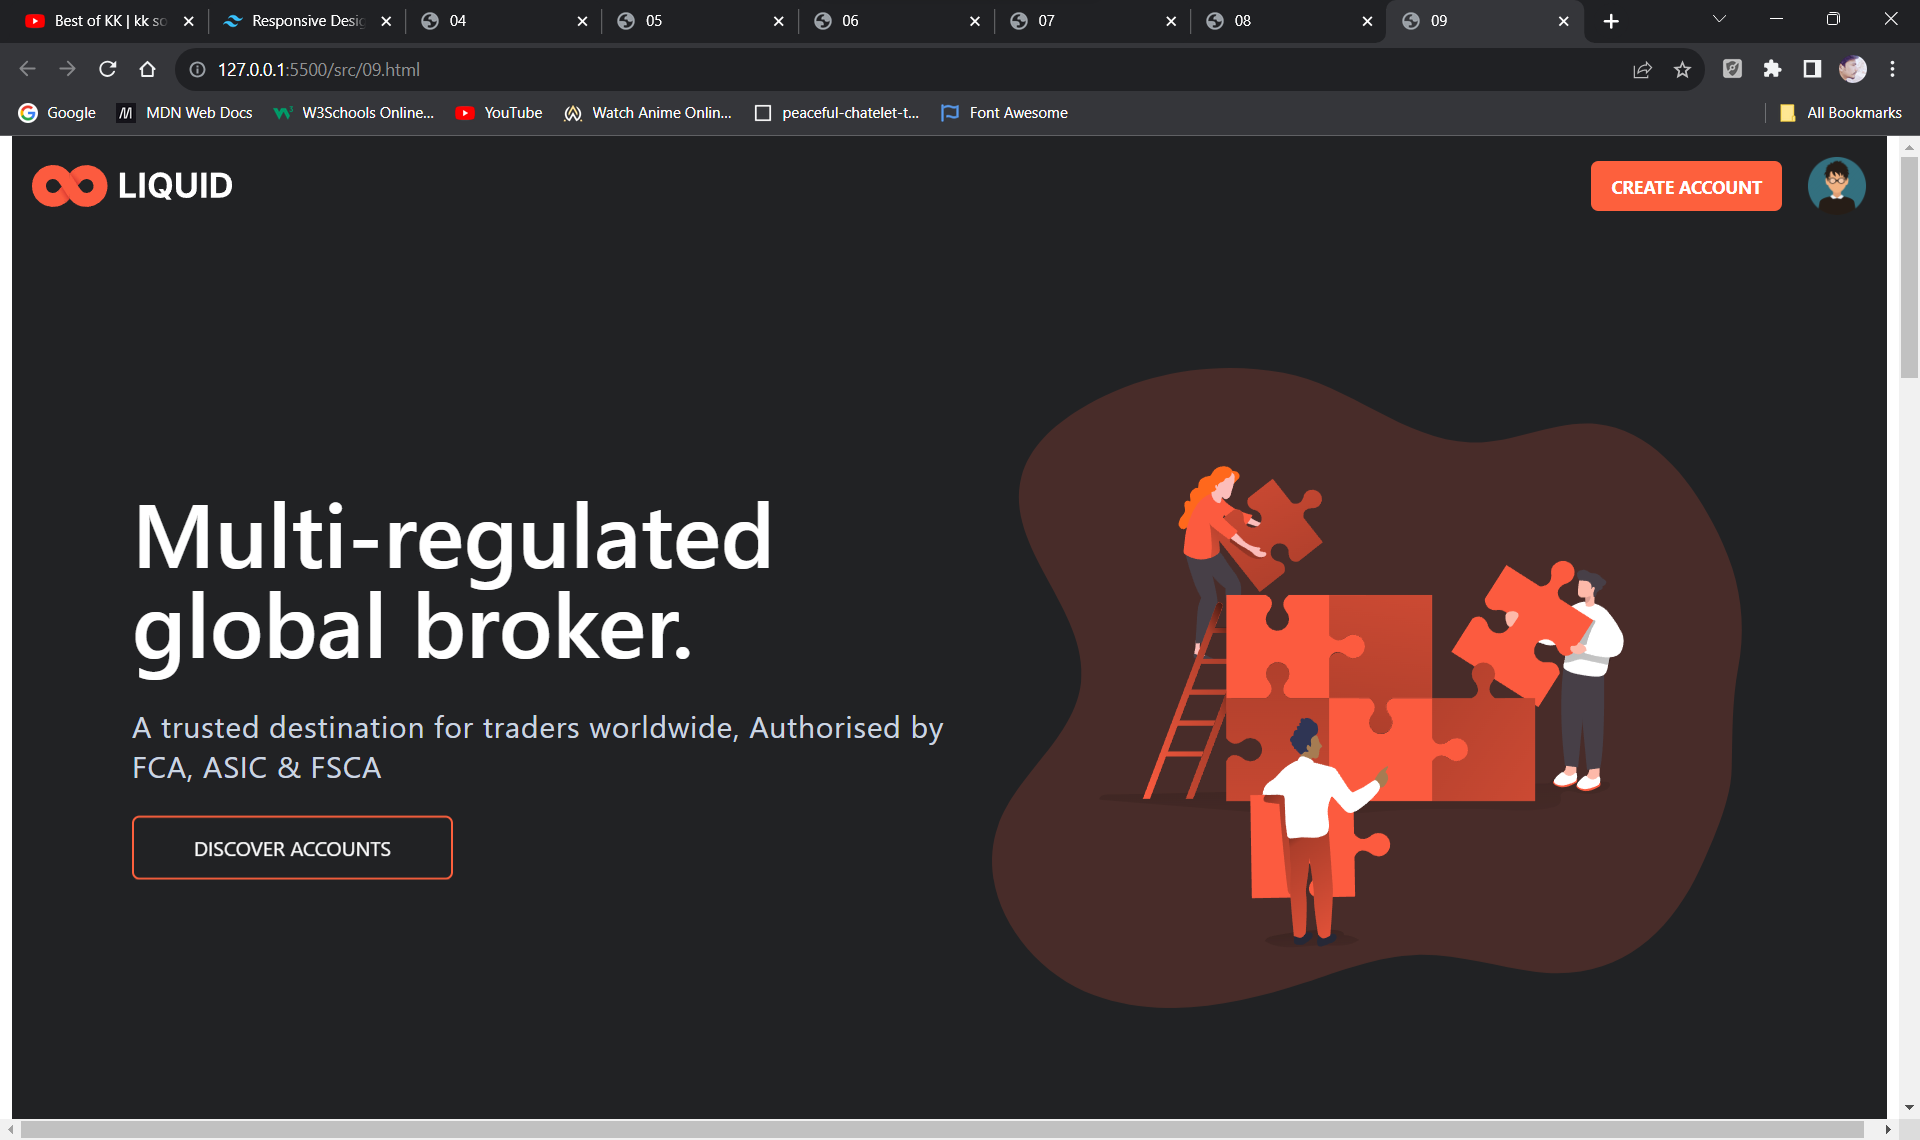 Best of KK | kk so
Responsive Desig
04
05
06
07
08
09
127.0.0.1:5500/src/09.html
Google
MDN Web Docs
W3Schools Online...
YouTube
Watch Anime Onlin...
peaceful-chatelet-t...
Font Awesome
All Bookmarks
LIQUID
CREATE ACCOUNT
Multi-regulated
global broker.
A trusted destination for traders worldwide, Authorised by
FCA, ASIC & FSCA
DISCOVER ACCOUNTS